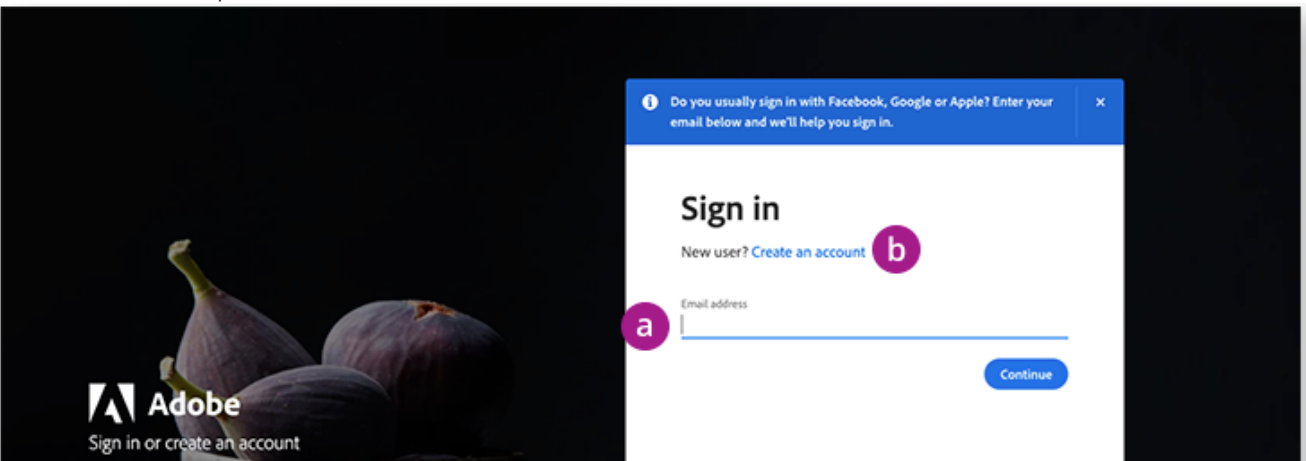 Do you usually sign in with Facebook, Google or Apple? Enter your
email below and we'll help you sign in.
Sign in
New user? Create an account
b
Email address
a
Continue
Adobe
Sign in or create an account